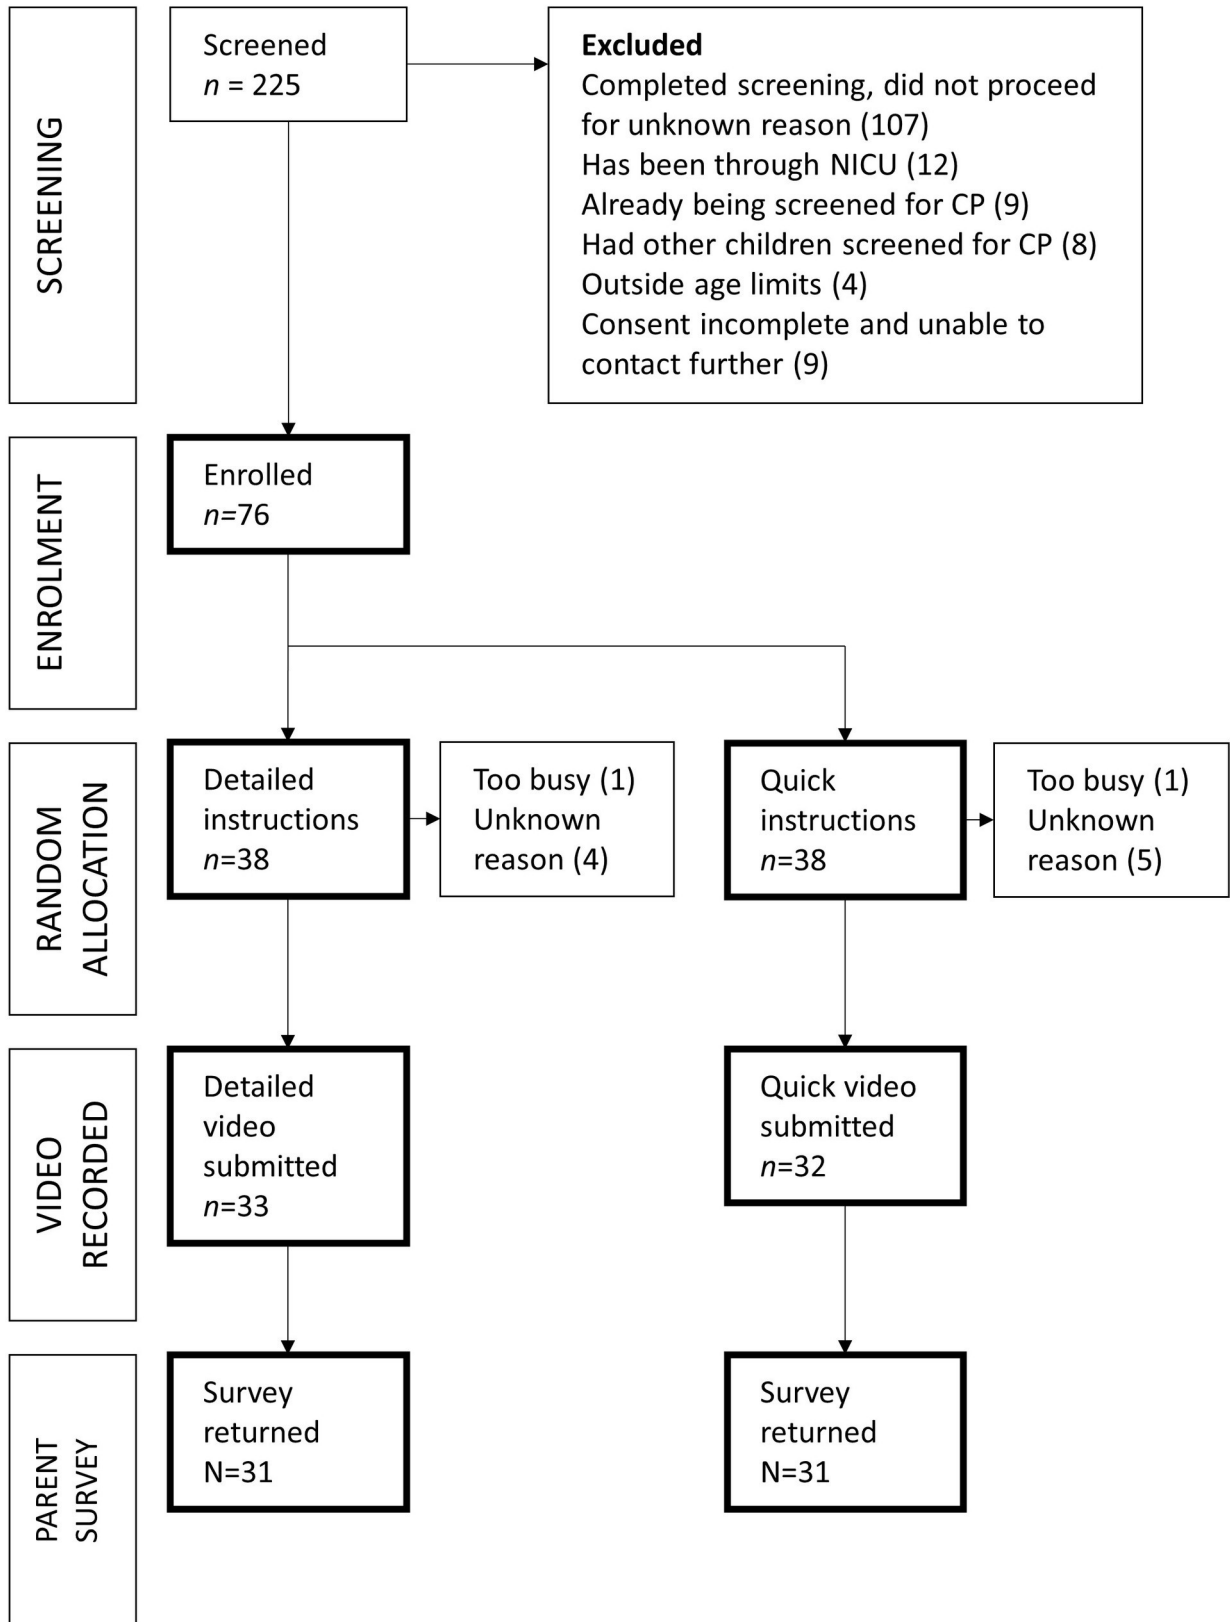 SCREENING
Screened
n = 225
Excluded
Completed screening, did not proceed
for unknown reason (107)
Has been through NICU (12)
Already being screened for CP (9)
Had other children screened for CP (8)
Outside age limits (4)
Consent incomplete and unable to
contact further (9)
ENROLMENT
Enrolled
n=76
RANDOM
ALLOCATION
Detailed
instructions
n=38
Too busy (1)
Unknown
reason (4)
Quick
instructions
n=38
Too busy (1)
Unknown
reason (5)
VIDEO
RECORDED
Detailed
video
submitted
n=33
Quick video
submitted
n=32
PARENT
SURVEY
Survey
returned
N=31
Survey
returned
N=31